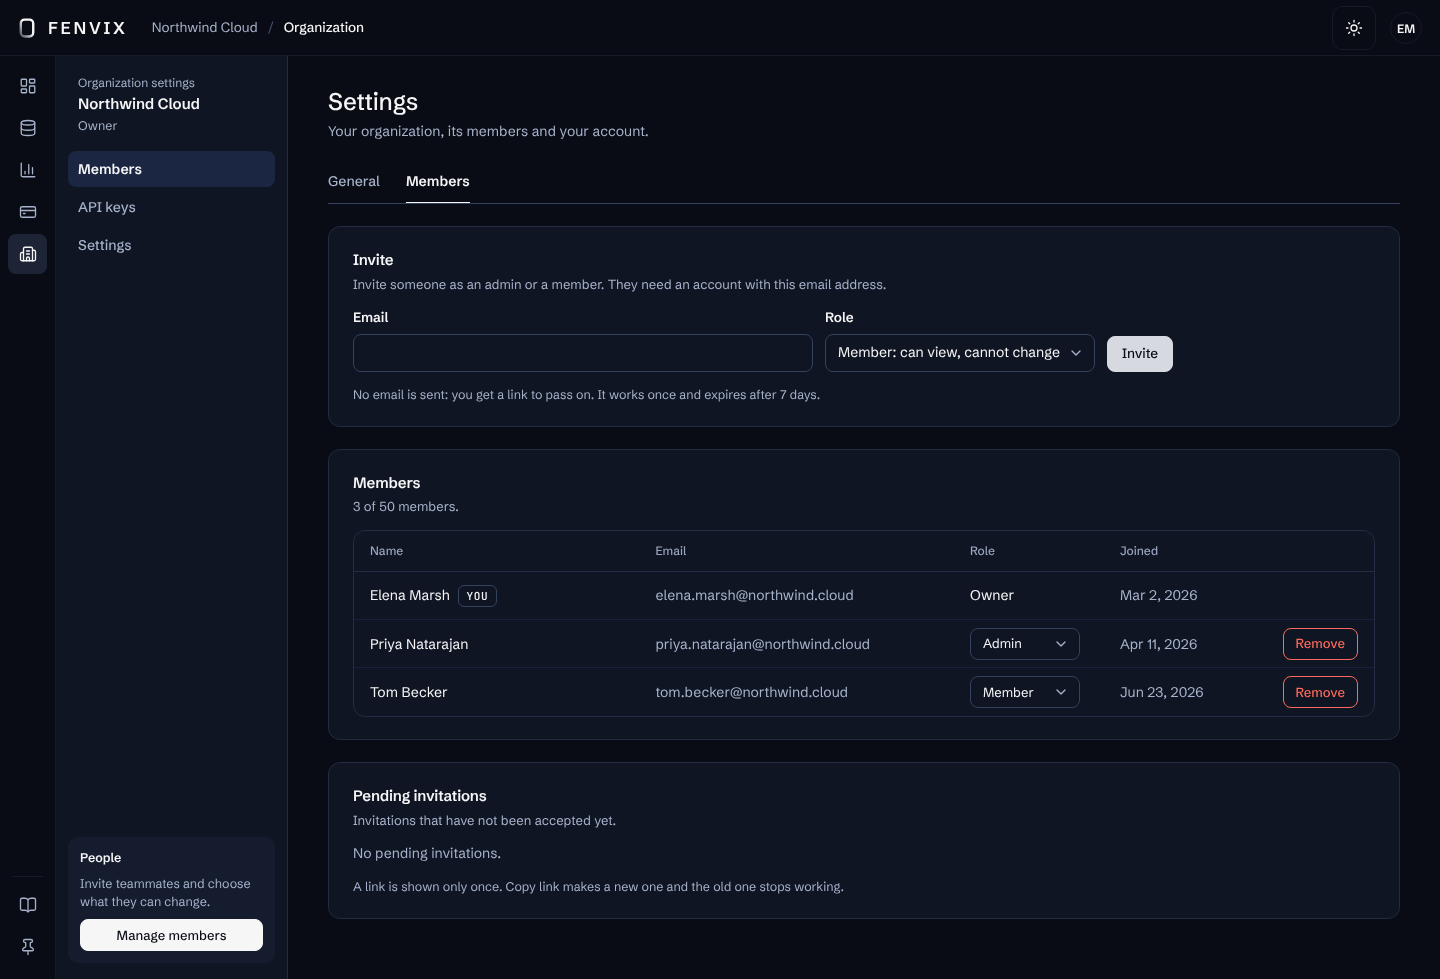 FENVIX
Northwind Cloud / Organization
EM
Organization settings
Northwind Cloud
Owner
Members
API keys
Settings
People
Invite teammates and choose
what they can change.
Manage members
Settings
Your organization, its members and your account.
General Members
Invite
Invite someone as an admin or a member. They need an account with this email address.
Email Role
Member: can view, cannot change Invite
No email is sent: you get a link to pass on. It works once and expires after 7 days.
Members
3 of 50 members.
Name Email Role Joined
Elena Marsh YOU elena.marsh@northwind.cloud Owner Mar 2, 2026
Priya Natarajan priya.natarajan@northwind.cloud Admin Apr 11, 2026 Remove
Tom Becker tom.becker@northwind.cloud Member Jun 23, 2026 Remove
Pending invitations
Invitations that have not been accepted yet.
No pending invitations.
A link is shown only once. Copy link makes a new one and the old one stops working.